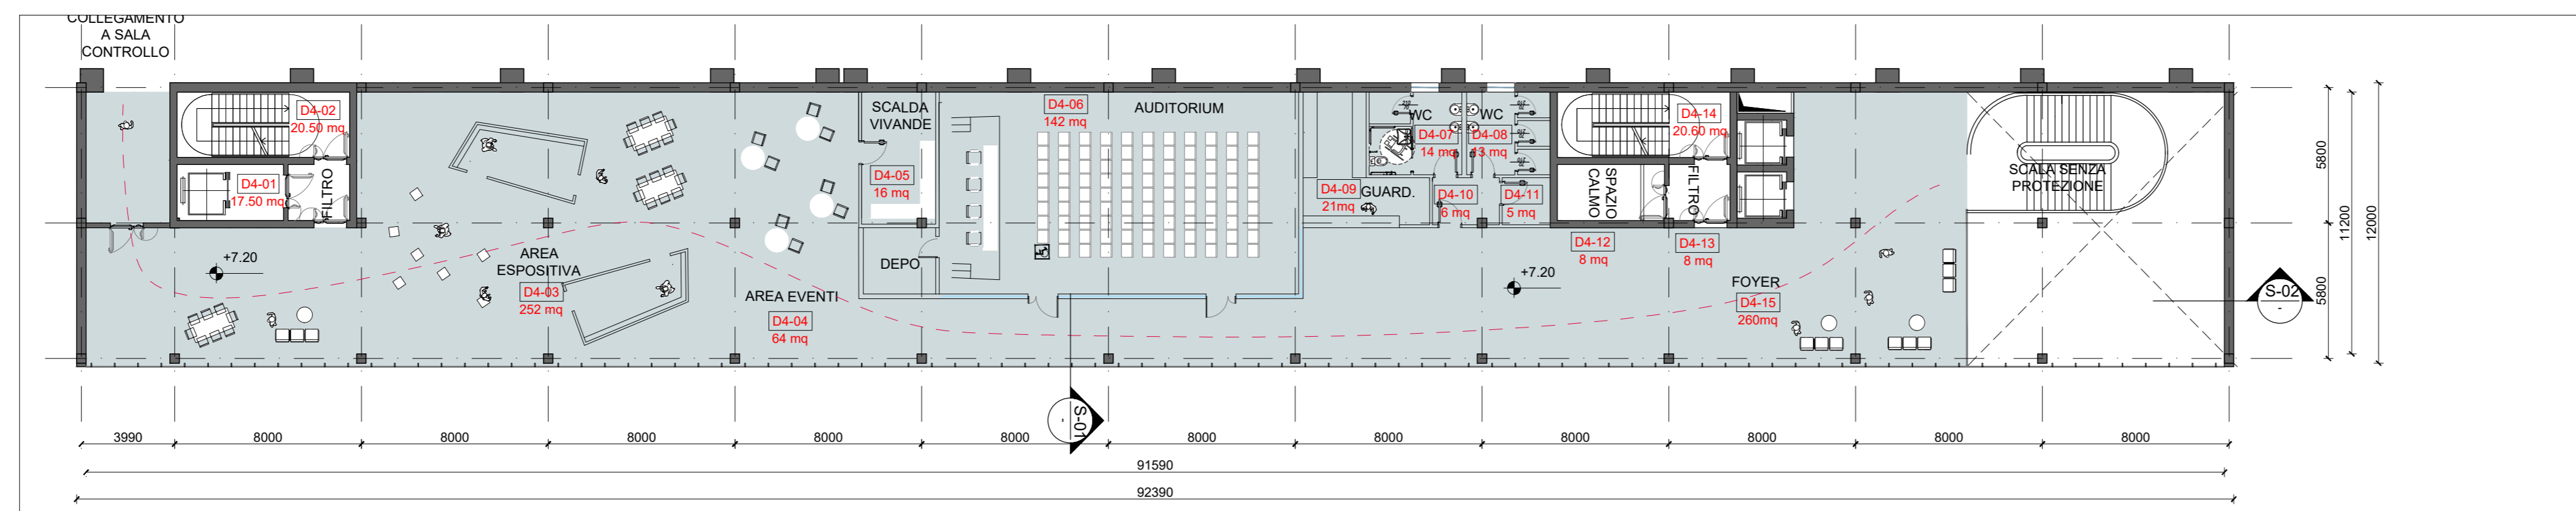 COLLEGAMENTO
A SALA
CONTROLLO
D4-02
20.50 mq
D4-01
17.50 mq
FILTRO
+7.20
AREA
ESPOSITIVA
D4-03
252 mq
AREA EVENTI
D4-04
64 mq
SCALDA
VIVANDE
D4-05
16 mq
DEPO
D4-06
142 mq
AUDITORIUM
WC
D4-07
14 mq
WC
D4-08
13 mq
D4-09
21mq
GUARD.
D4-10
6 mq
D4-11
5 mq
+7.20
SPAZIO
CALMO
D4-12
8 mq
D4-14
20.60 mq
FILTRO
D4-13
8 mq
FOYER
D4-15
260mq
SCALA SENZA
PROTEZIONE
S-02
-
S-01
-
5800
5800
11200
12000
3990
8000
8000
8000
8000
8000
8000
8000
8000
8000
8000
8000
91590
92390